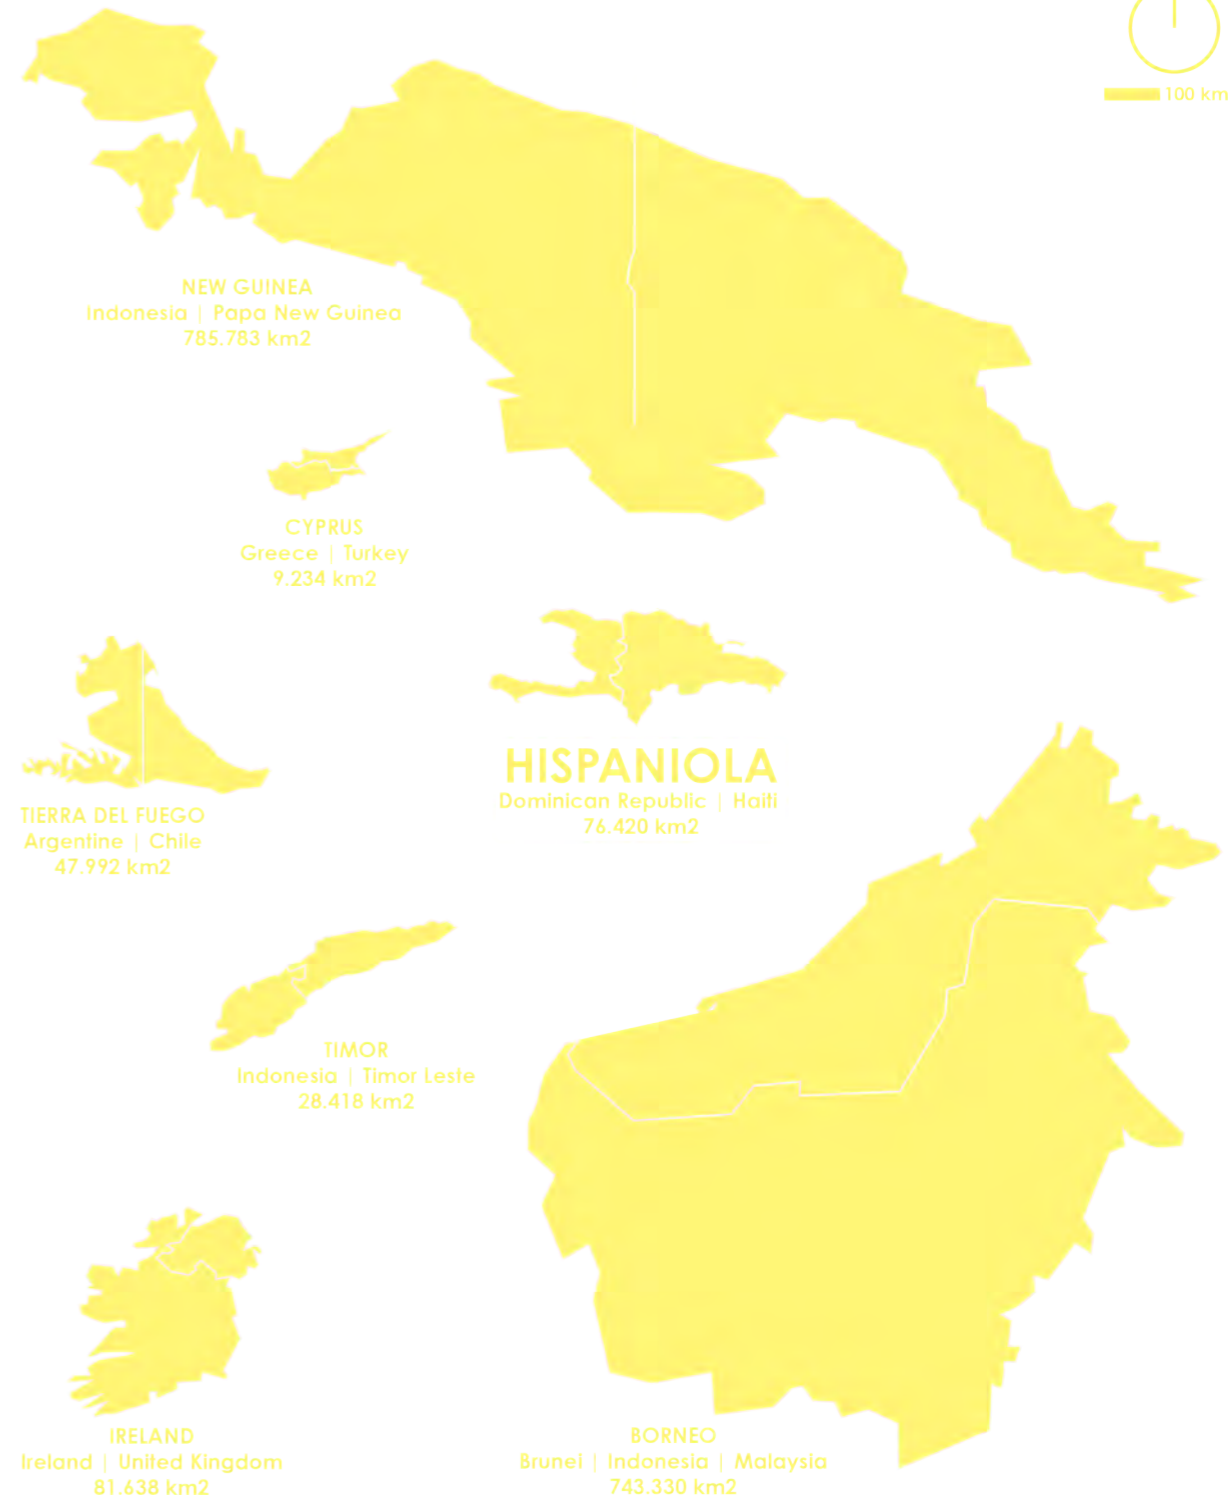 100 km
NEW GUINEA
Indonesia | Papa New Guinea
785.783 km2
CYPRUS
Greece | Turkey
9.234 km2
HISPANIOLA
Dominican Republic | Haiti
76.420 km2
TIERRA DEL FUEGO
Argentine | Chile
47.992 km2
TIMOR
Indonesia | Timor Leste
28.418 km2
IRELAND
Ireland | United Kingdom
81.638 km2
BORNEO
Brunei | Indonesia | Malaysia
743.330 km2